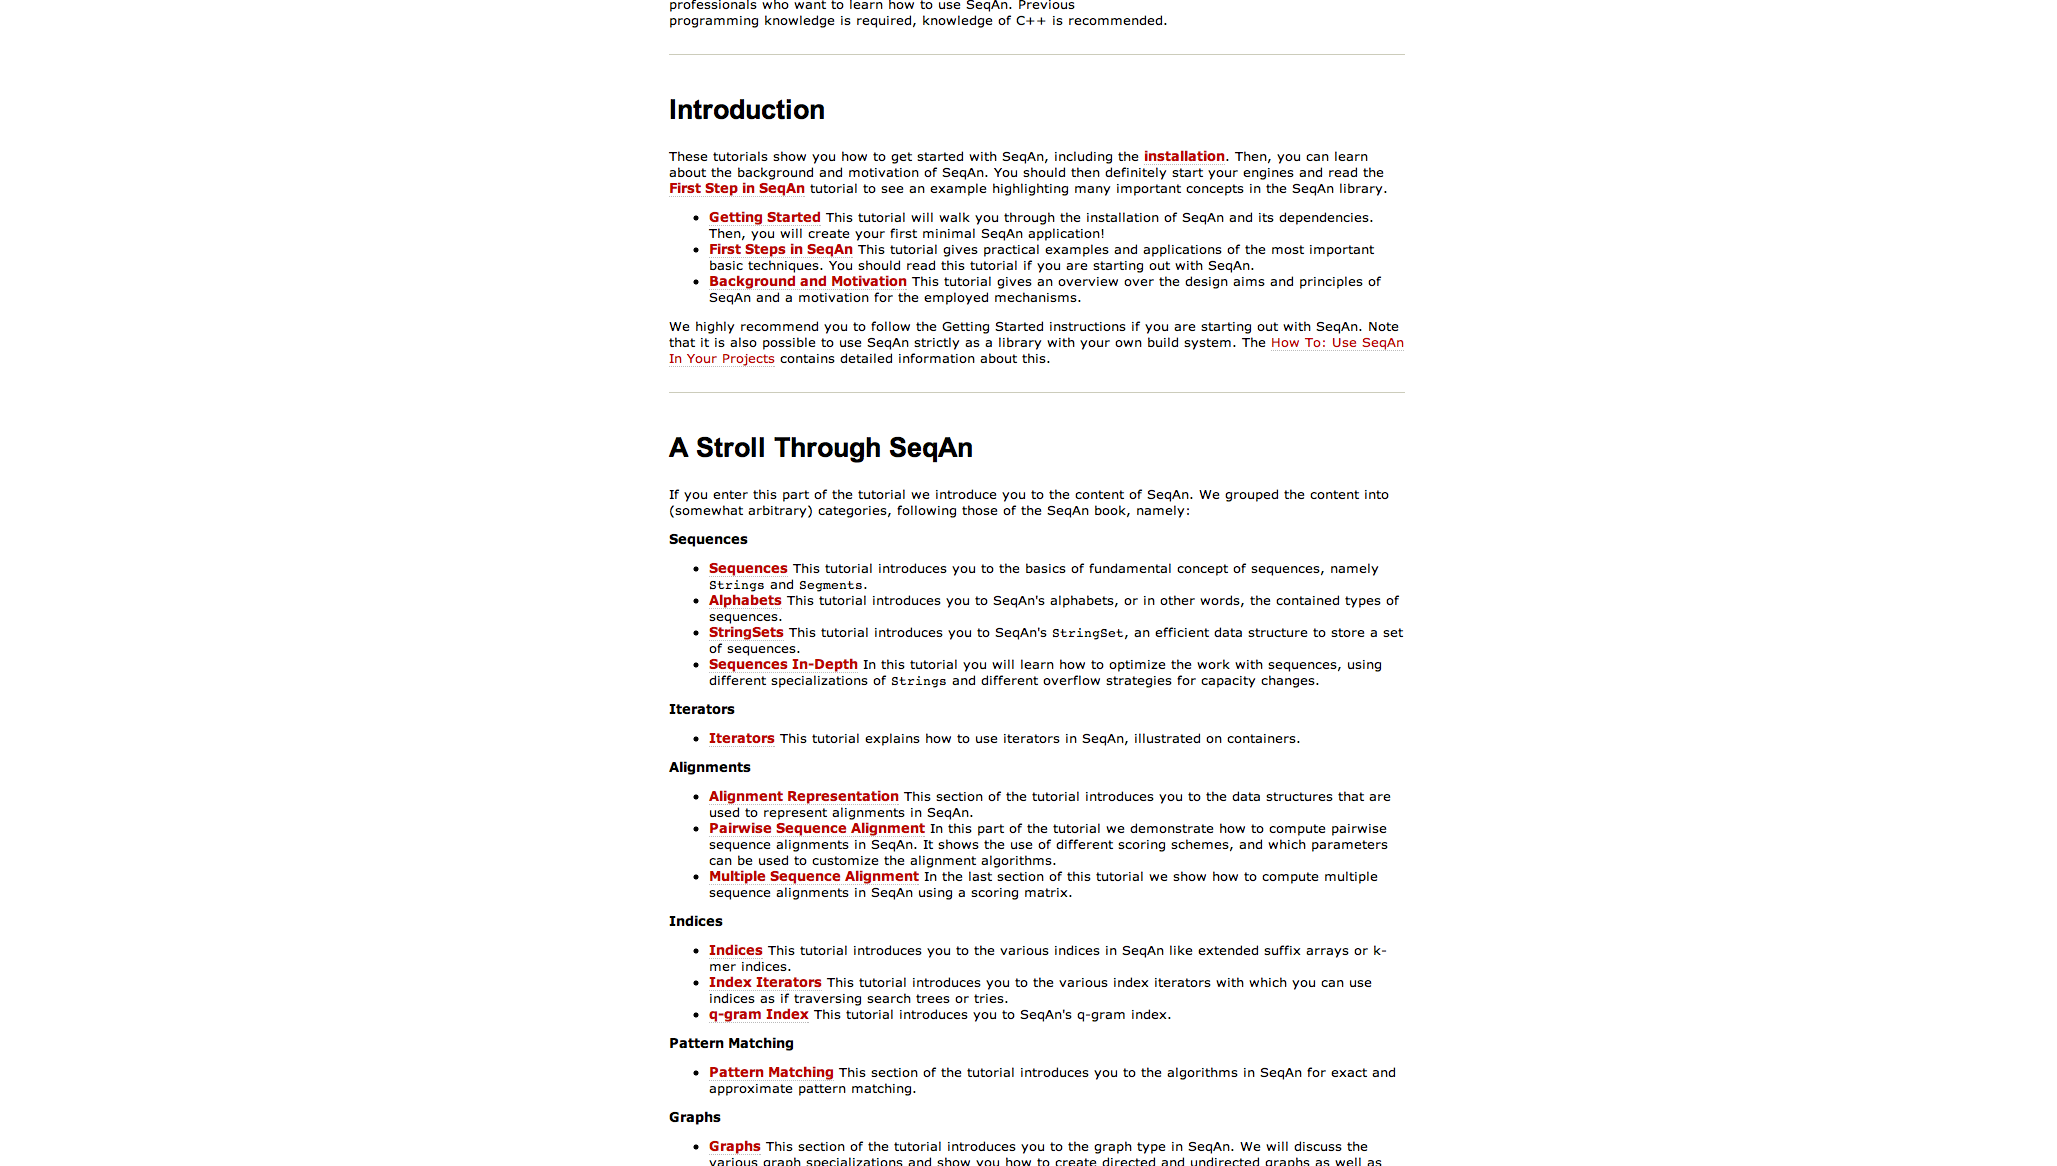 professionals who want to learn how to use SeqAn. Previous
programming knowledge is required, knowledge of C++ is recommended.
Introduction
These tutorials show you how to get started with SeqAn, including the installation. Then, you can learn
about the background and motivation of SeqAn. You should then definitely start your engines and read the
First Step in SeqAn tutorial to see an example highlighting many important concepts in the SeqAn library.
• Getting Started This tutorial will walk you through the installation of SeqAn and its dependencies.
Then, you will create your first minimal SeqAn application!
• First Steps in SeqAn This tutorial gives practical examples and applications of the most important
basic techniques. You should read this tutorial if you are starting out with SeqAn.
• Background and Motivation This tutorial gives an overview over the design aims and principles of
SeqAn and a motivation for the employed mechanisms.
We highly recommend you to follow the Getting Started instructions if you are starting out with SeqAn. Note
that it is also possible to use SeqAn strictly as a library with your own build system. The How To: Use SeqAn
In Your Projects contains detailed information about this.
A Stroll Through SeqAn
If you enter this part of the tutorial we introduce you to the content of SeqAn. We grouped the content into
(somewhat arbitrary) categories, following those of the SeqAn book, namely:
Sequences
• Sequences This tutorial introduces you to the basics of fundamental concept of sequences, namely
Strings and Segments.
• Alphabets This tutorial introduces you to SeqAn's alphabets, or in other words, the contained types of
sequences.
• StringSets This tutorial introduces you to SeqAn's StringSet, an efficient data structure to store a set
of sequences.
• Sequences In-Depth In this tutorial you will learn how to optimize the work with sequences, using
different specializations of Strings and different overflow strategies for capacity changes.
Iterators
• Iterators This tutorial explains how to use iterators in SeqAn, illustrated on containers.
Alignments
• Alignment Representation This section of the tutorial introduces you to the data structures that are
used to represent alignments in SeqAn.
• Pairwise Sequence Alignment In this part of the tutorial we demonstrate how to compute pairwise
sequence alignments in SeqAn. It shows the use of different scoring schemes, and which parameters
can be used to customize the alignment algorithms.
• Multiple Sequence Alignment In the last section of this tutorial we show how to compute multiple
sequence alignments in SeqAn using a scoring matrix.
Indices
• Indices This tutorial introduces you to the various indices in SeqAn like extended suffix arrays or k-
mer indices.
• Index Iterators This tutorial introduces you to the various index iterators with which you can use
indices as if traversing search trees or tries.
• q-gram Index This tutorial introduces you to SeqAn's q-gram index.
Pattern Matching
• Pattern Matching This section of the tutorial introduces you to the algorithms in SeqAn for exact and
approximate pattern matching.
Graphs
• Graphs This section of the tutorial introduces you to the graph type in SeqAn. We will discuss the
various graph specializations and show you how to create directed and undirected graphs as well as